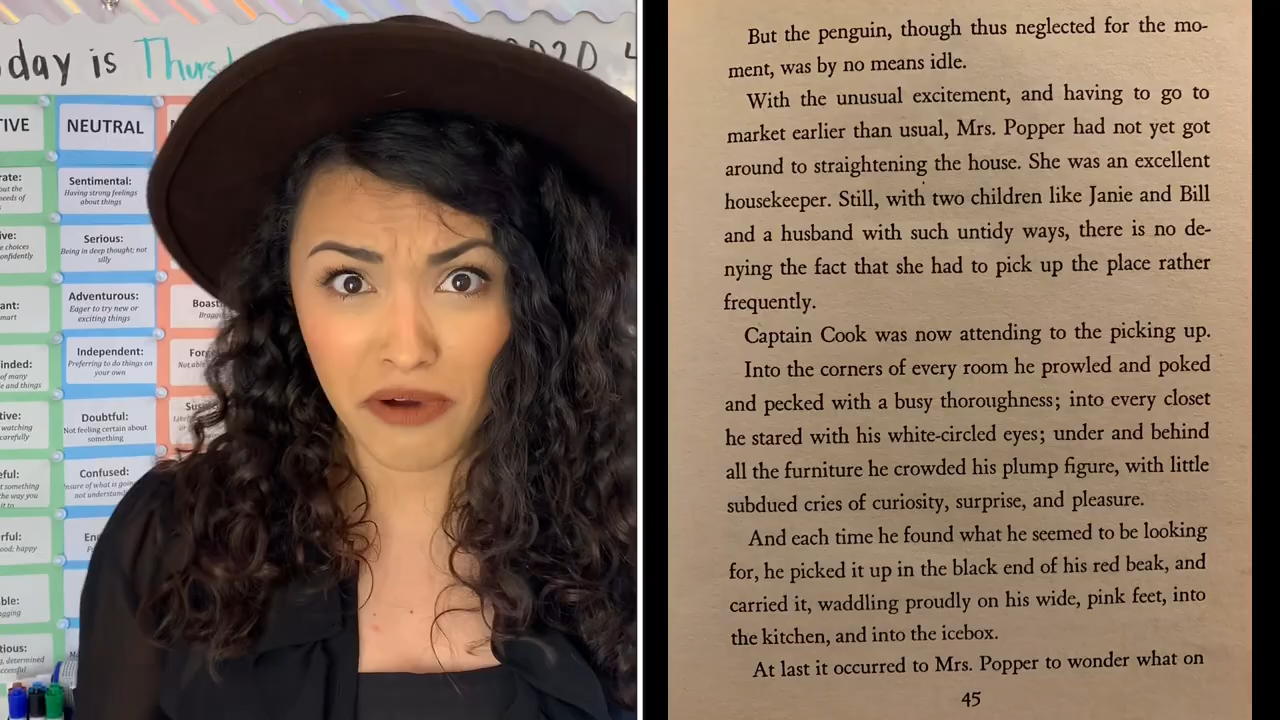 day is Thurs
2020 4
TIVE
NEUTRAL
Sentimental:
Having strong feelings
about things
Serious:
Being in deep thought; not
silly
Adventurous:
Eager to try new or
exciting things
Independent:
Preferring to do things on
your own
Doubtful:
Not feeling certain about
something
Confused:
not understand
But the penguin, though thus neglected for the mo-
ment, was by no means idle.
With the unusual excitement, and having to go to
market earlier than usual, Mrs. Popper had not yet got
around to straightening the house. She was an excellent
housekeeper. Still, with two children like Janie and Bill
and a husband with such untidy ways, there is no de-
nying the fact that she had to pick up the place rather
frequently.
Captain Cook was now attending to the picking up.
Into the corners of every room he prowled and poked
and pecked with a busy thoroughness; into every closet
he stared with his white-circled eyes; under and behind
all the furniture he crowded his plump figure, with little
subdued cries of curiosity, surprise, and pleasure.
And each time he found what he seemed to be looking
for, he picked it up in the black end of his red beak, and
carried it, waddling proudly on his wide, pink feet, into
the kitchen, and into the icebox.
At last it occurred to Mrs. Popper to wonder what on
45